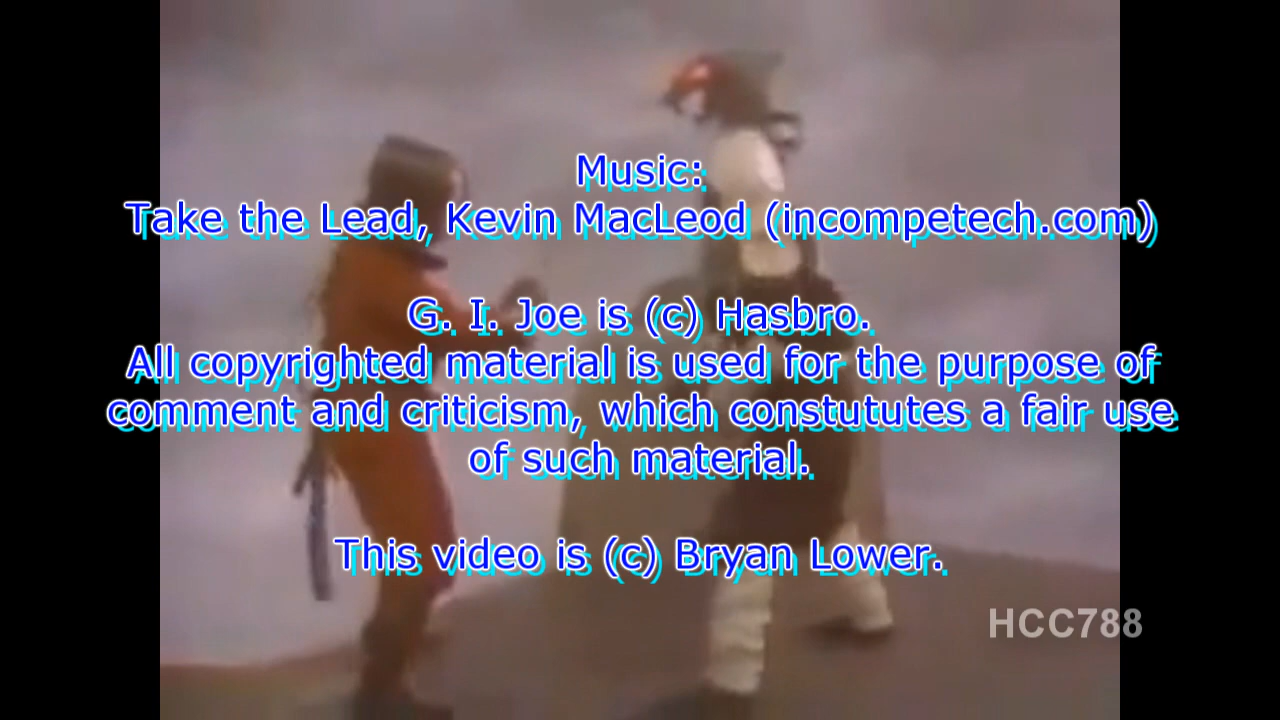 Music:
Take the Lead, Kevin MacLeod (incompetech.com)
G. I. Joe is (c) Hasbro.
All copyrighted material is used for the purpose of
comment and criticism, which constututes a fair use
of such material.
This video is (c) Bryan Lower.
HCC788